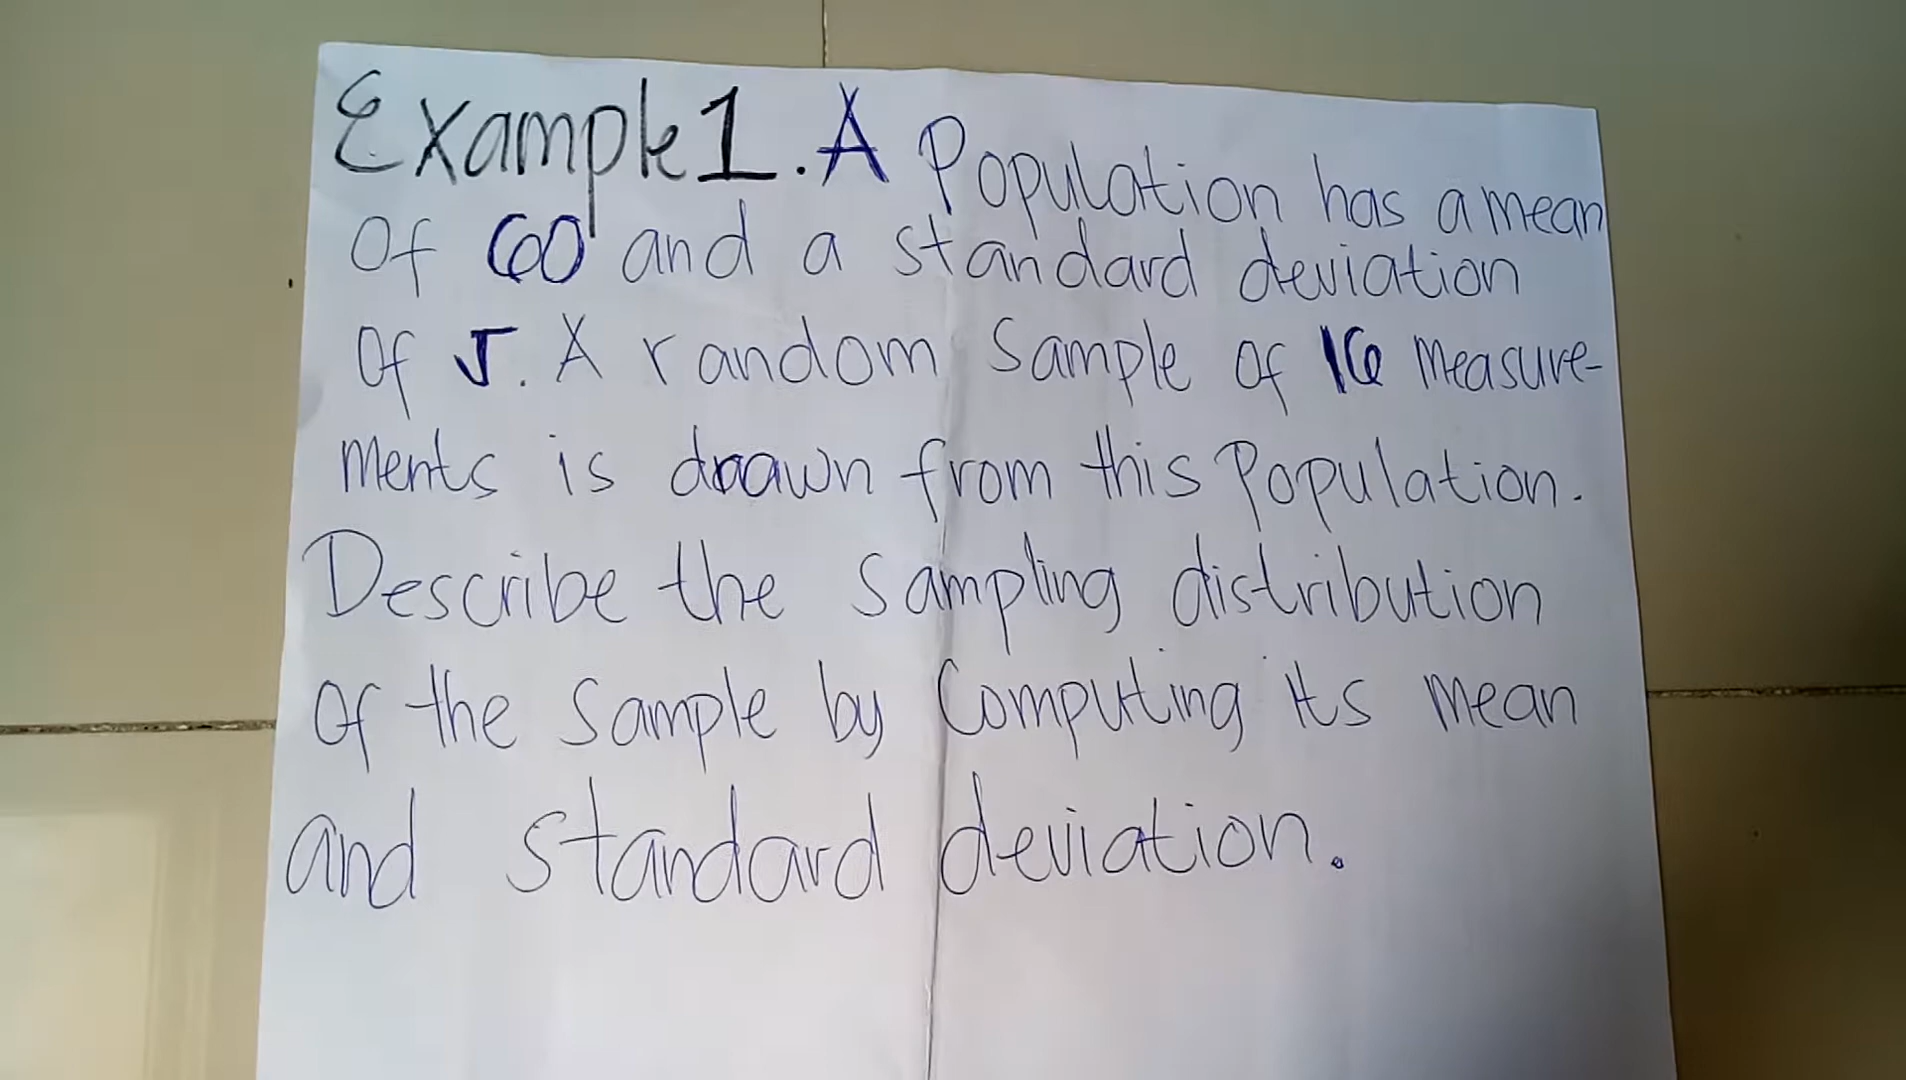 Example 1. A Population has a mean
of 60 and a standard deviation
of 5. A random sample of 16 measure-
ments is drawn from this Population.
Describe the sampling distribution
of the sample by Computing its mean
and standard deviation.